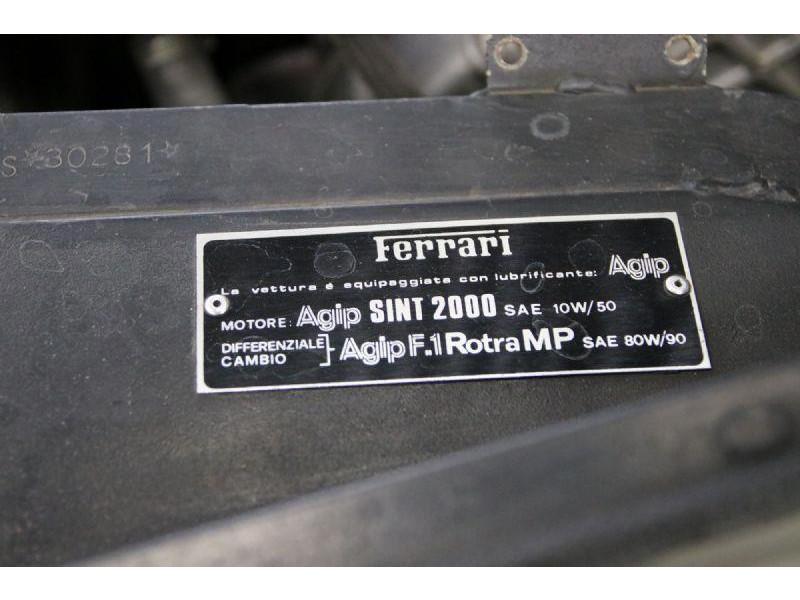 S*30281*
Ferrari
La vettura é equipaggiata con lubrificante: Agip
MOTORE: Agip SINT 2000 SAE 10W/50
DIFFERENZIALE
CAMBIO ]- Agip F.1 Rotra MP SAE 80W/90